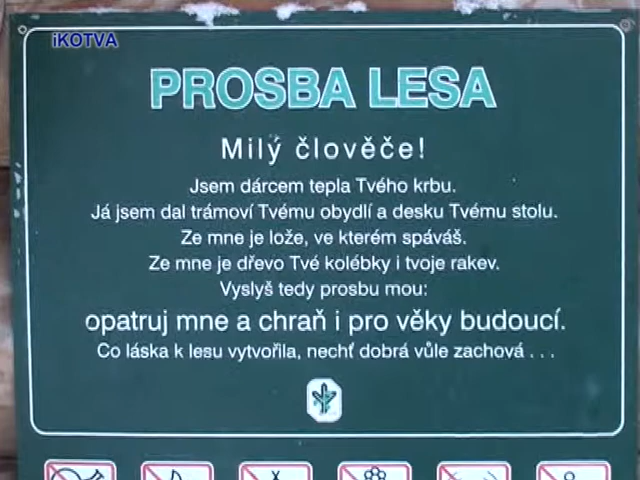 iKOTVA
PROSBA LESA
Milý člověče!
Jsem dárcem tepla Tvého krbu.
Já jsem dal trámoví Tvému obydlí a desku Tvému stolu.
Ze mne je lože, ve kterém spáváš.
Ze mne je dřevo Tvé kolébky i tvoje rakev.
Vyslyš tedy prosbu mou:
opatruj mne a chraň i pro věky budoucí.
Co láska k lesu vytvořila, nechť dobrá vůle zachová . . .